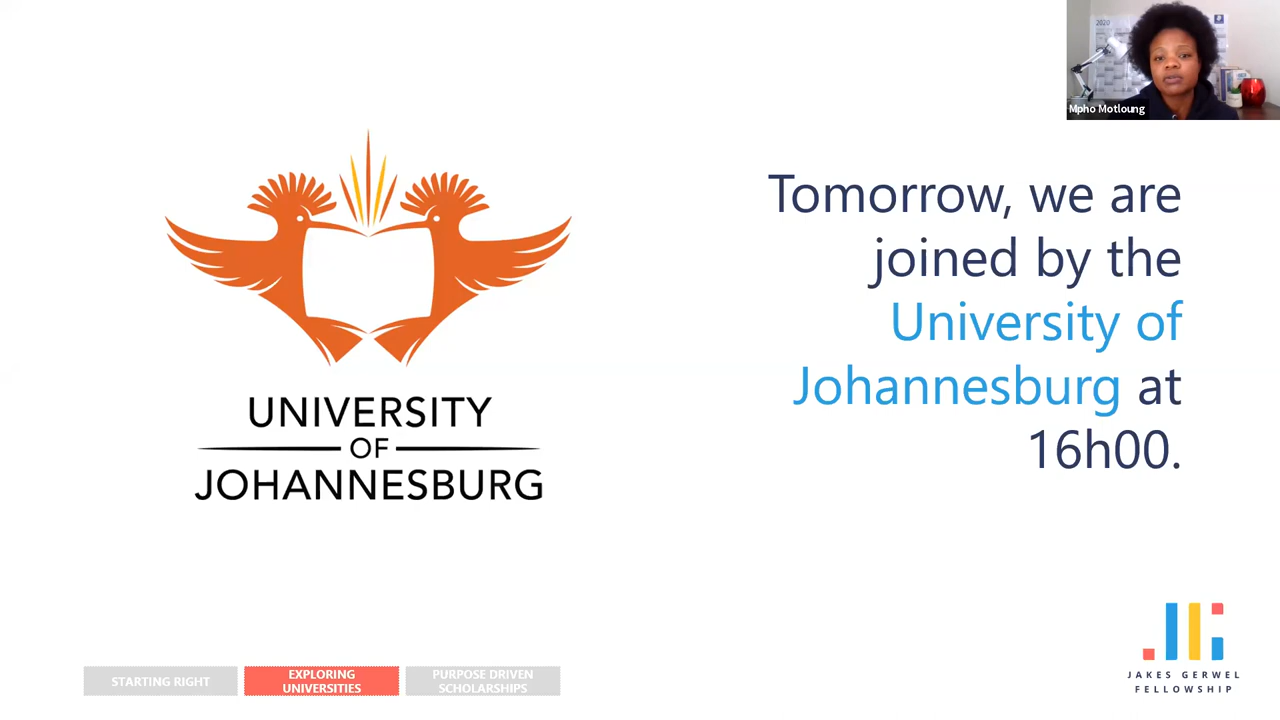 2020
Mpho Motloung
Tomorrow, we are
joined by the
University of
Johannesburg at
16h00.
UNIVERSITY
OF
JOHANNESBURG
STARTING RIGHT
EXPLORING
UNIVERSITIES
PURPOSE DRIVEN
SCHOLARSHIPS
JAKES GERWEL
FELLOWSHIP